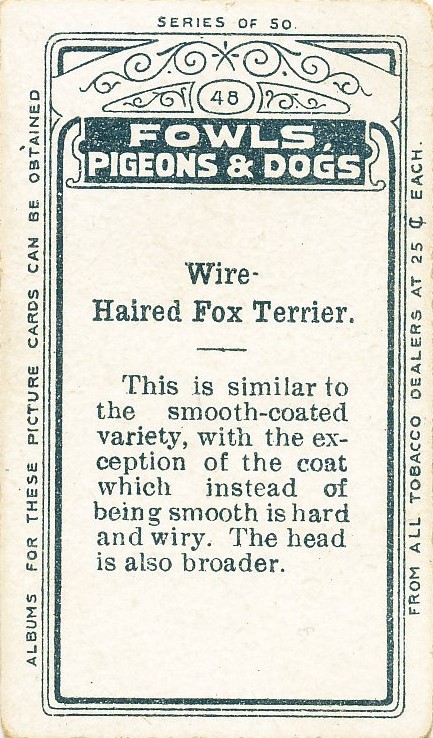 SERIES OF 50.
48
FOWLS,
PIGEONS & DOGS
Wire-
Haired Fox Terrier.
This is similar to
the smooth-coated
variety, with the ex-
ception of the coat
which instead of
being smooth is hard
and wiry. The head
is also broader.
ALBUMS FOR THESE PICTURE CARDS CAN BE OBTAINED
FROM ALL TOBACCO DEALERS AT 25 ₵ EACH.